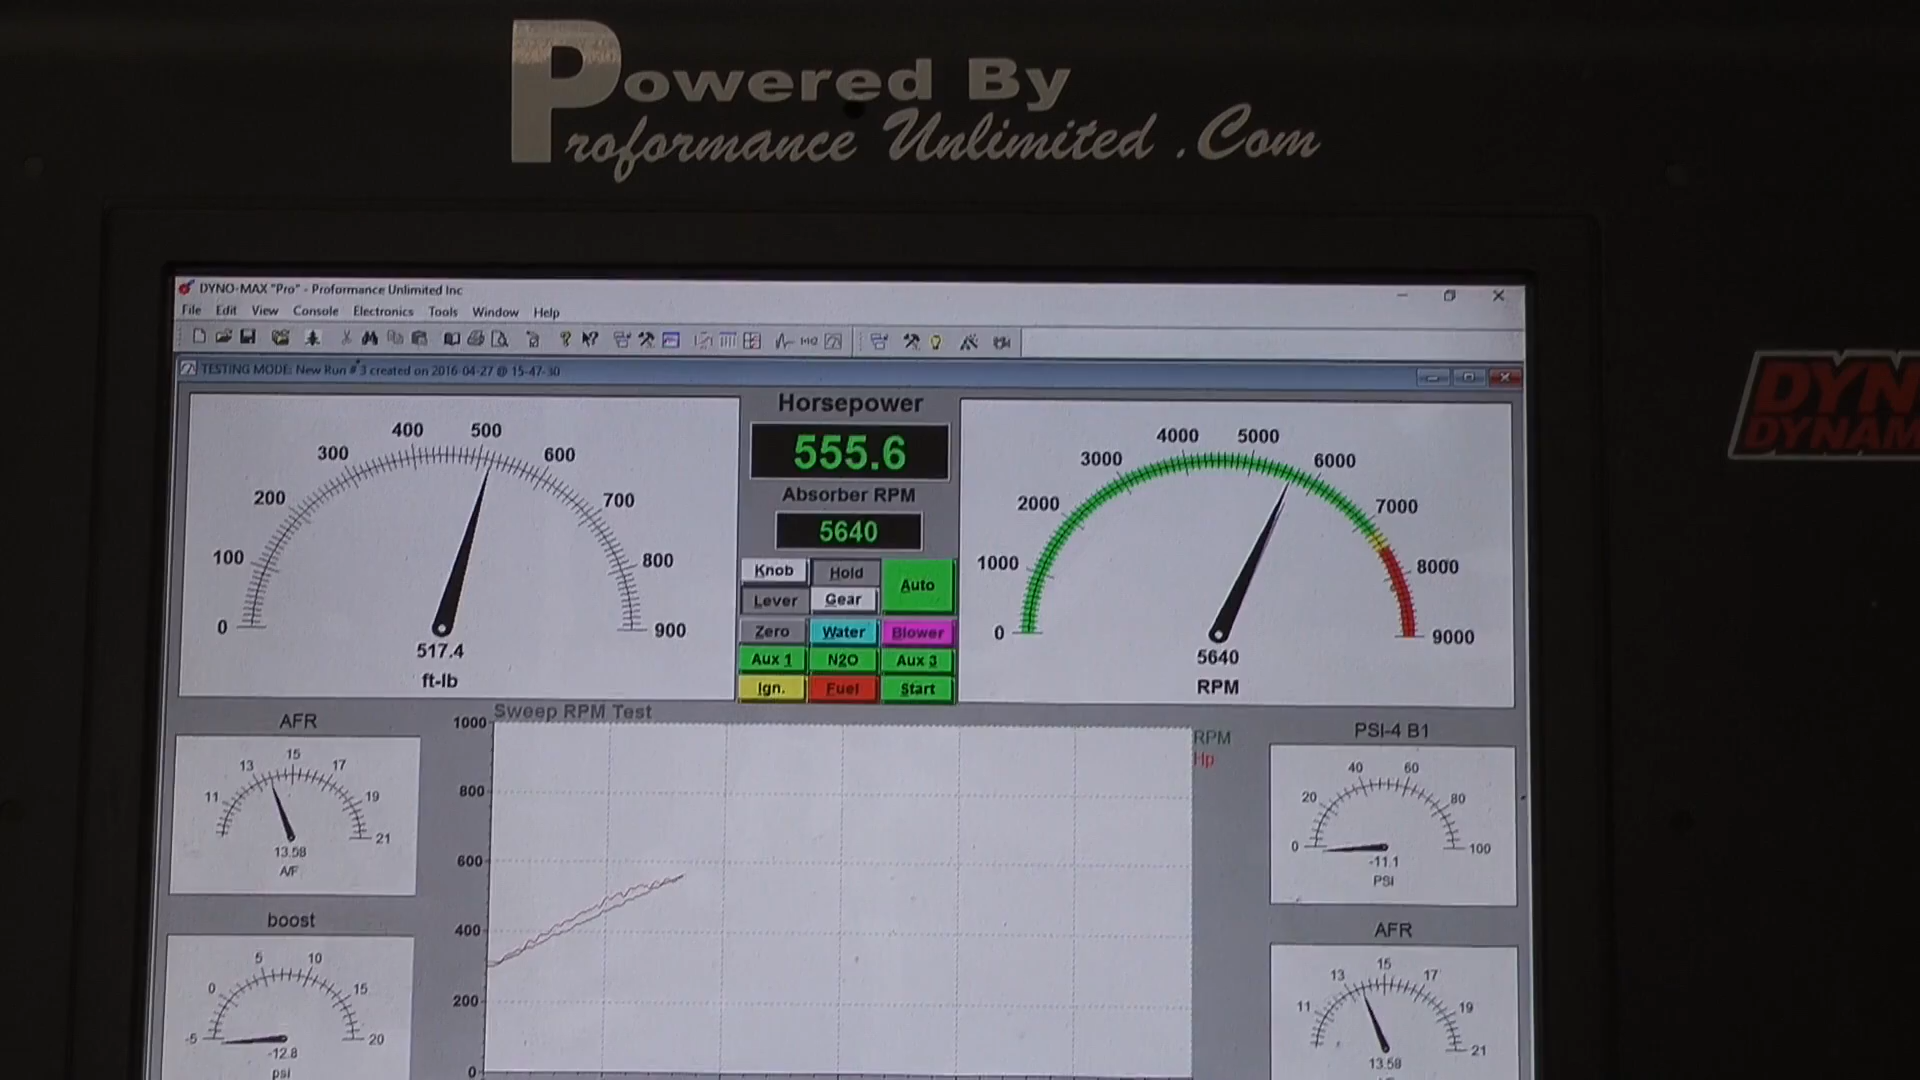 Powered By
Proformance Unlimited .Com
DYNO-MAX "Pro" - Proformance Unlimited Inc
File Edit View Console Electronics Tools Window Help
TESTING MODE: New Run # 3 created on 2016-04-27 @ 15-47-30
DYN
DYNAM
0 100 200 300 400 500 600 700 800 900
517.4
ft-lb
Horsepower
555.6
Absorber RPM
5640
Knob Hold Auto
Lever Gear
Zero Water Blower
Aux 1 N2O Aux 3
Ign. Fuel Start
0 1000 2000 3000 4000 5000 6000 7000 8000 9000
5640
RPM
AFR
11 13 15 17 19 21
13.58
A/F
boost
-5 0 5 10 15 20
-12.8
psi
Sweep RPM Test
1000
800
600
400
200
0
RPM
Hp
PSI-4 B1
0 20 40 60 80 100
-11.1
PSI
AFR
11 13 15 17 19 21
13.58